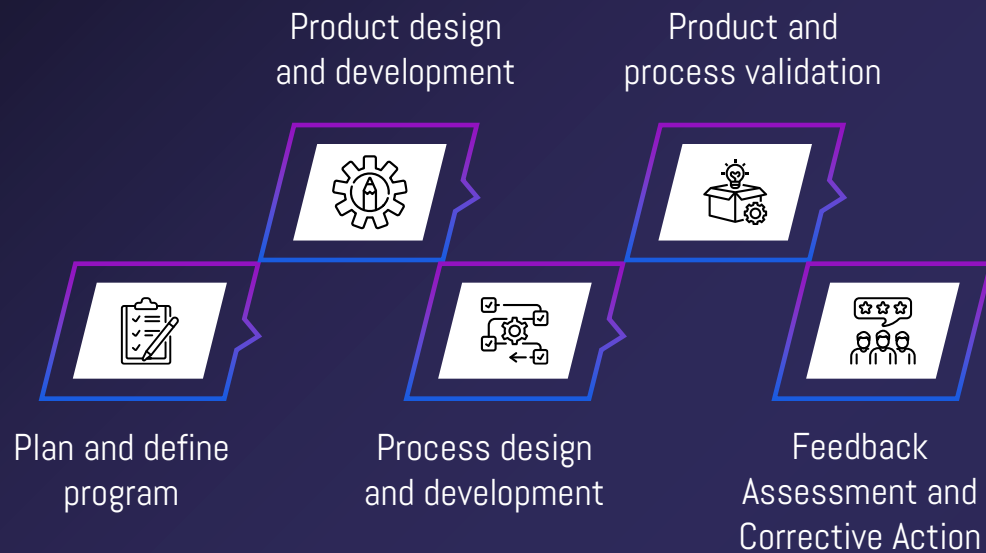 Product design
and development
Product and
process validation
Plan and define
program
Process design
and development
Feedback
Assessment and
Corrective Action